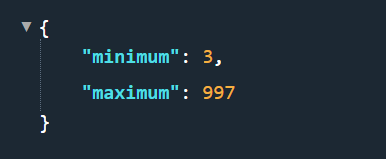 {
"minimum": 3,
"maximum": 997
}